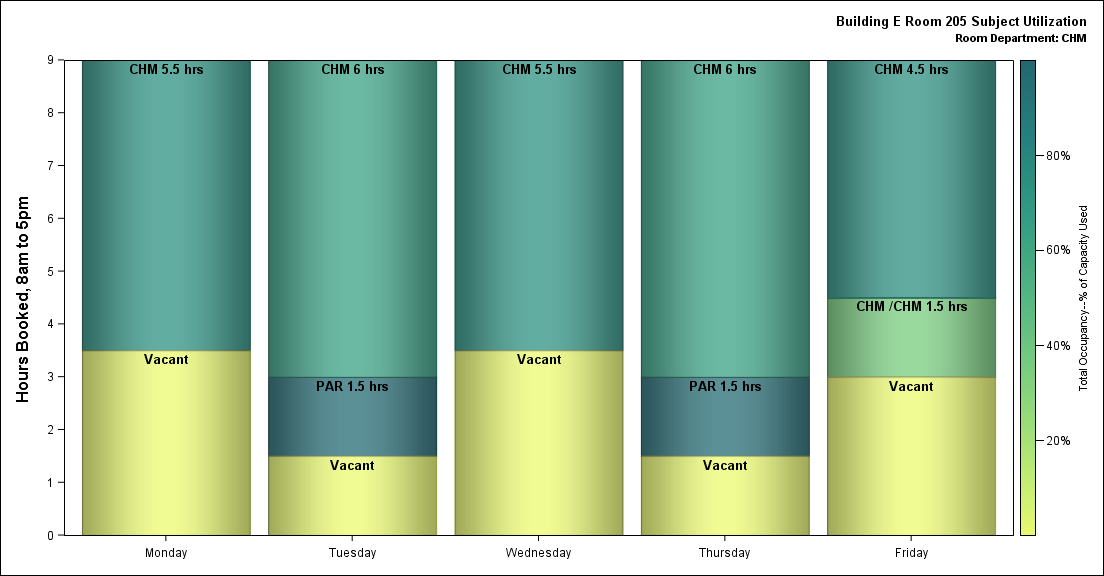 Building E Room 205 Subject Utilization
Room Department: CHM
Hours Booked, 8am to 5pm
9
8
7
6
5
4
3
2
1
0
CHM 5.5 hrs
Vacant
CHM 6 hrs
PAR 1.5 hrs
Vacant
CHM 5.5 hrs
Vacant
CHM 6 hrs
PAR 1.5 hrs
Vacant
CHM 4.5 hrs
CHM /CHM 1.5 hrs
Vacant
Monday
Tuesday
Wednesday
Thursday
Friday
80%
60%
40%
20%
Total Occupancy--% of Capacity Used